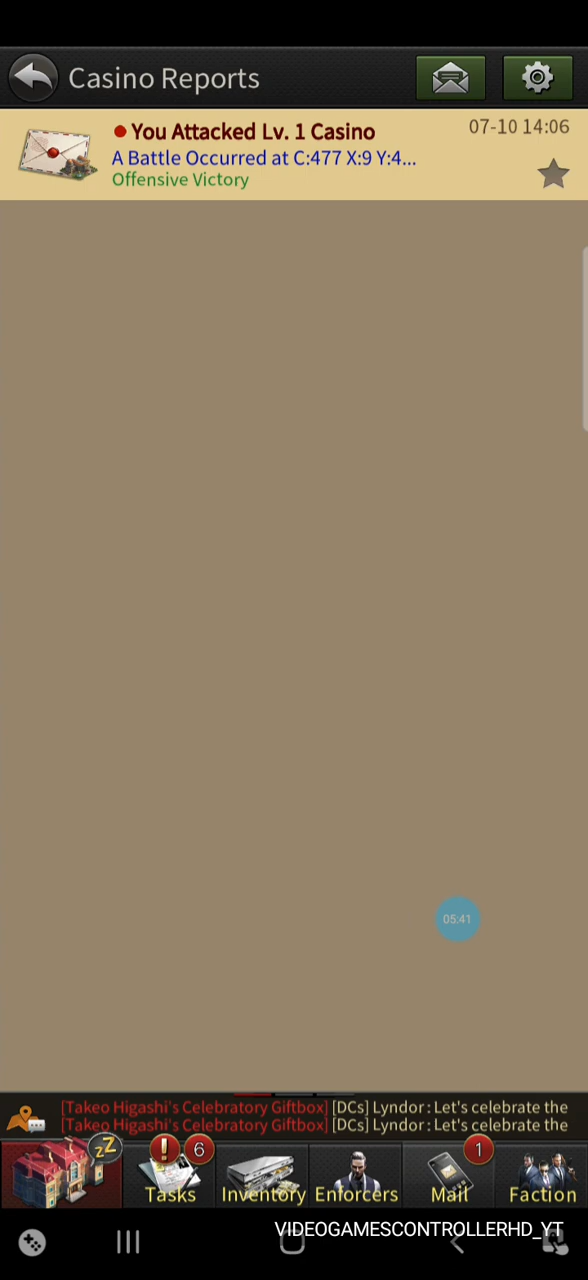 Casino Reports
You Attacked Lv. 1 Casino
07-10 14:06
A Battle Occurred at C:477 X:9 Y:4...
Offensive Victory
05:41
[Takeo Higashi's Celebratory Giftbox] [DCs] Lyndor : Let's celebrate the
[Takeo Higashi's Celebratory Giftbox] [DCs] Lyndor : Let's celebrate the
zZ
!
6
1
Tasks
Inventory
Enforcers
Mail
Faction
VIDEOGAMESCONTROLLERHD_YT